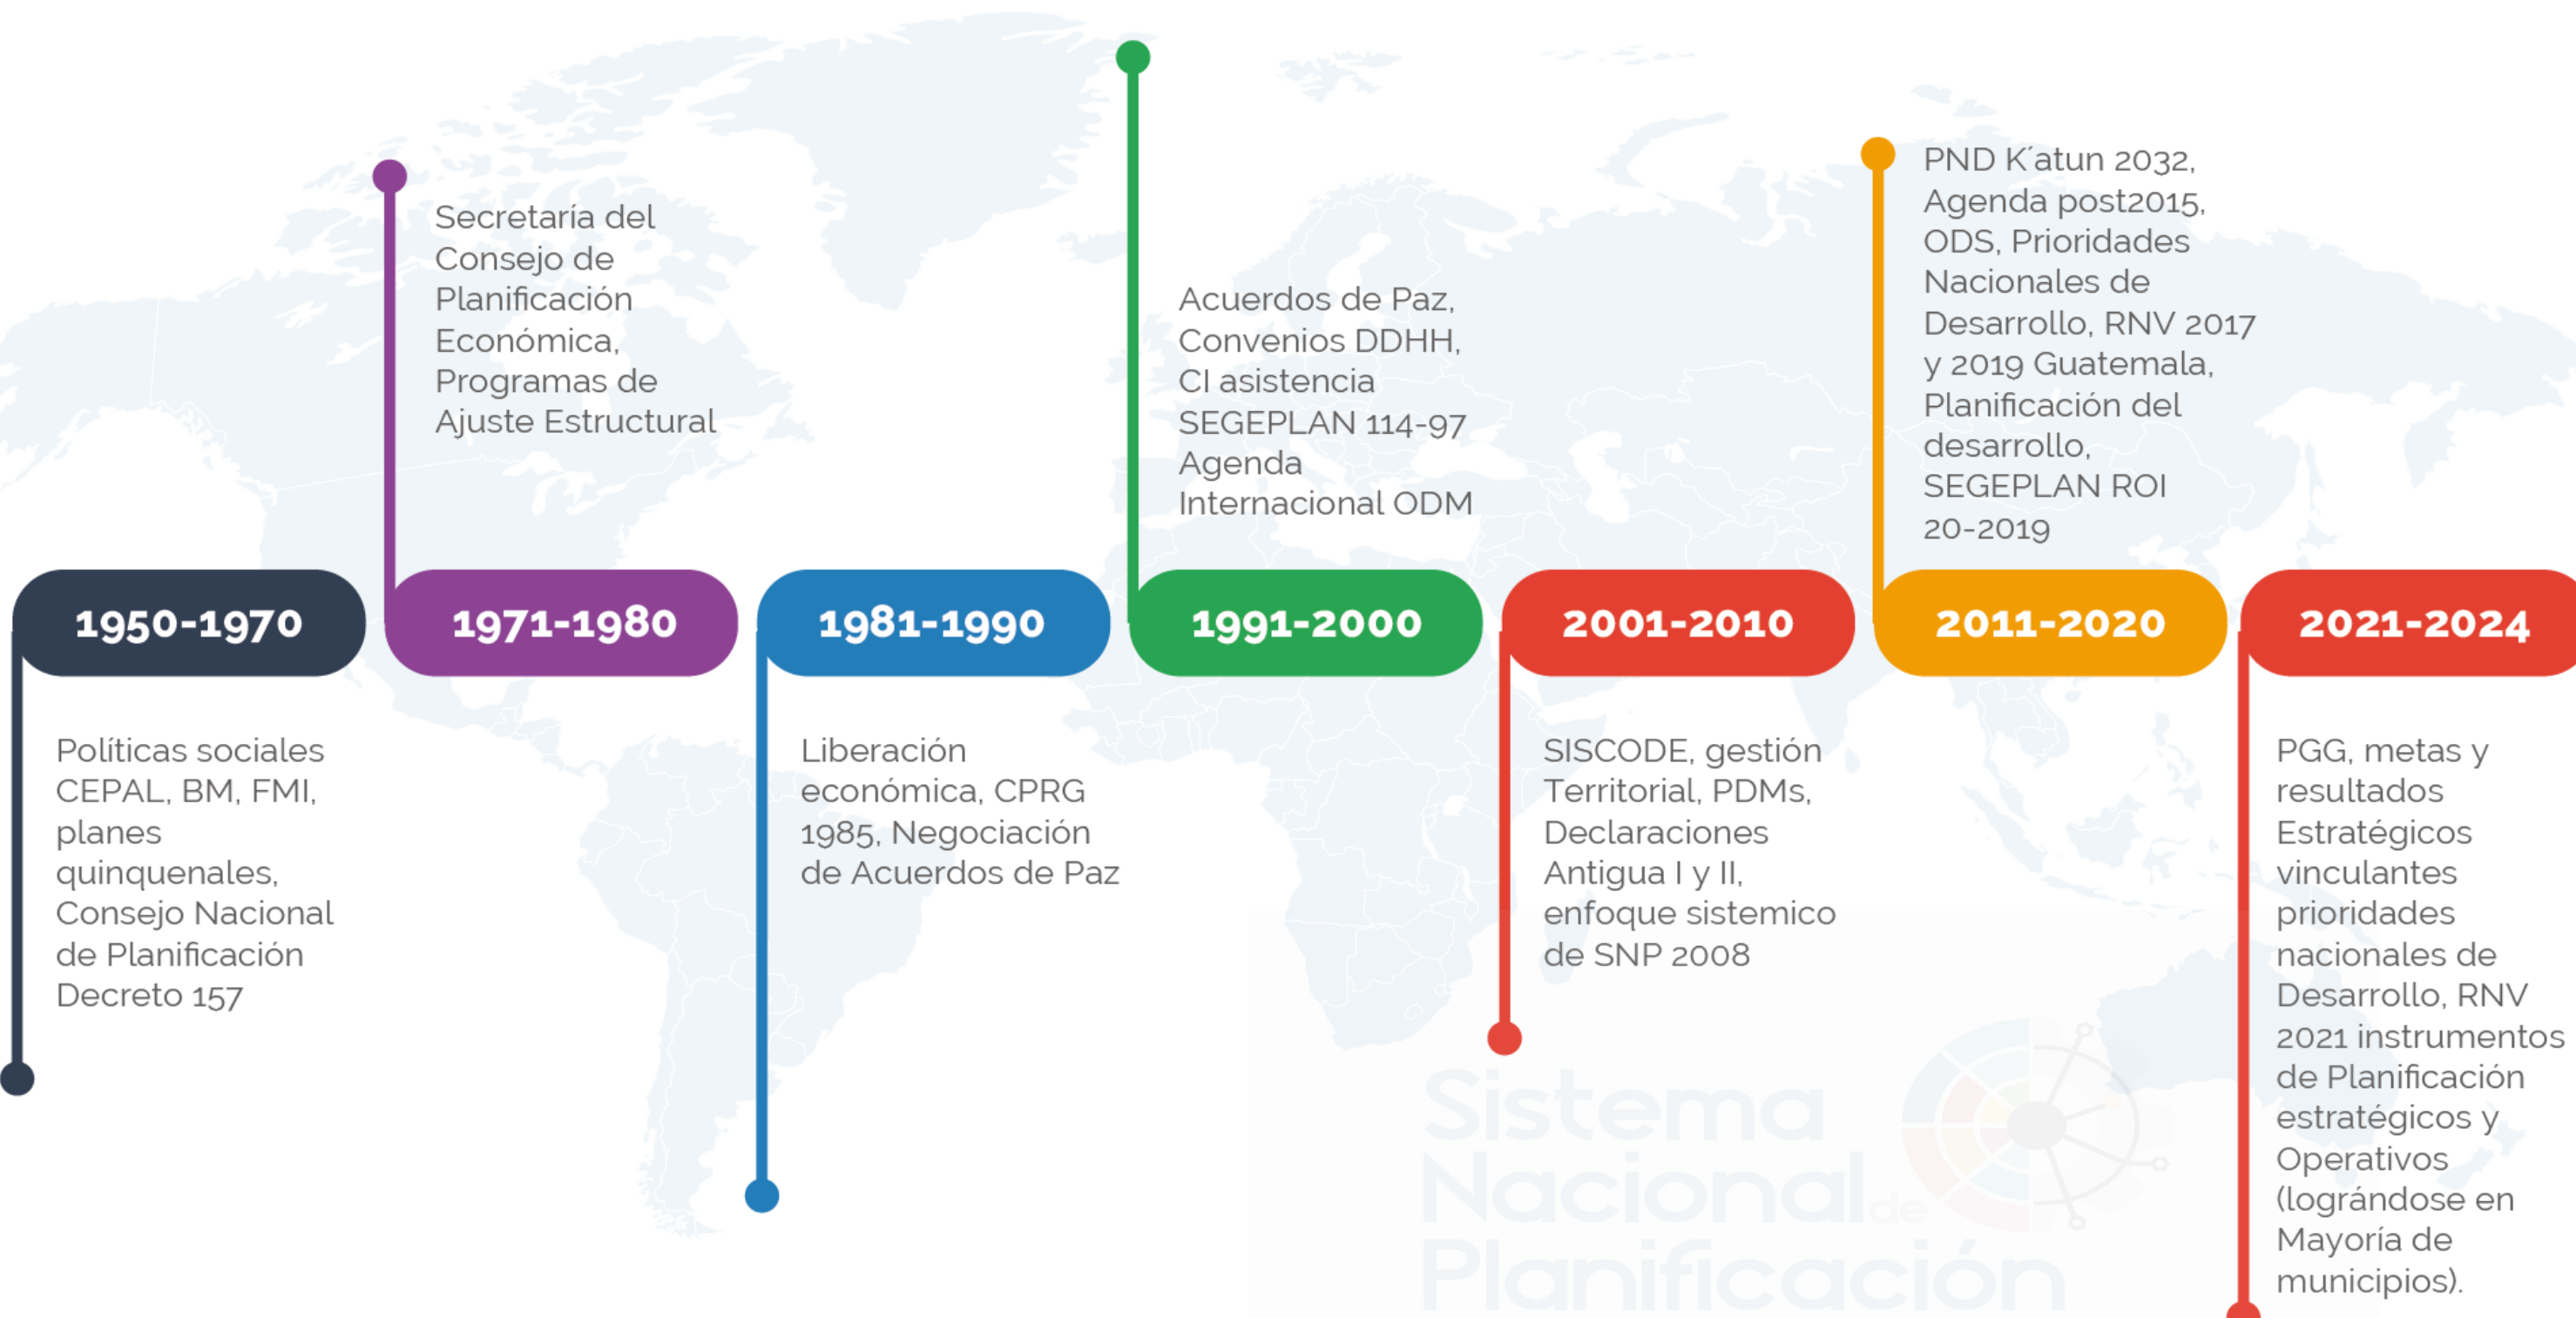 1950-1970
Políticas sociales
CEPAL, BM, FMI,
planes
quinquenales,
Consejo Nacional
de Planificación
Decreto 157
1971-1980
Secretaría del
Consejo de
Planificación
Económica,
Programas de
Ajuste Estructural
1981-1990
Liberación
económica, CPRG
1985, Negociación
de Acuerdos de Paz
1991-2000
Acuerdos de Paz,
Convenios DDHH,
CI asistencia
SEGEPLAN 114-97
Agenda
Internacional ODM
2001-2010
SISCODE, gestión
Territorial, PDMs,
Declaraciones
Antigua I y II,
enfoque sistemico
de SNP 2008
2011-2020
PND K´atun 2032,
Agenda post2015,
ODS, Prioridades
Nacionales de
Desarrollo, RNV 2017
y 2019 Guatemala,
Planificación del
desarrollo,
SEGEPLAN ROI
20-2019
2021-2024
PGG, metas y
resultados
Estratégicos
vinculantes
prioridades
nacionales de
Desarrollo, RNV
2021 instrumentos
de Planificación
estratégicos y
Operativos
(lográndose en
Mayoría de
municipios).
Sistema
Nacional de
Planificación